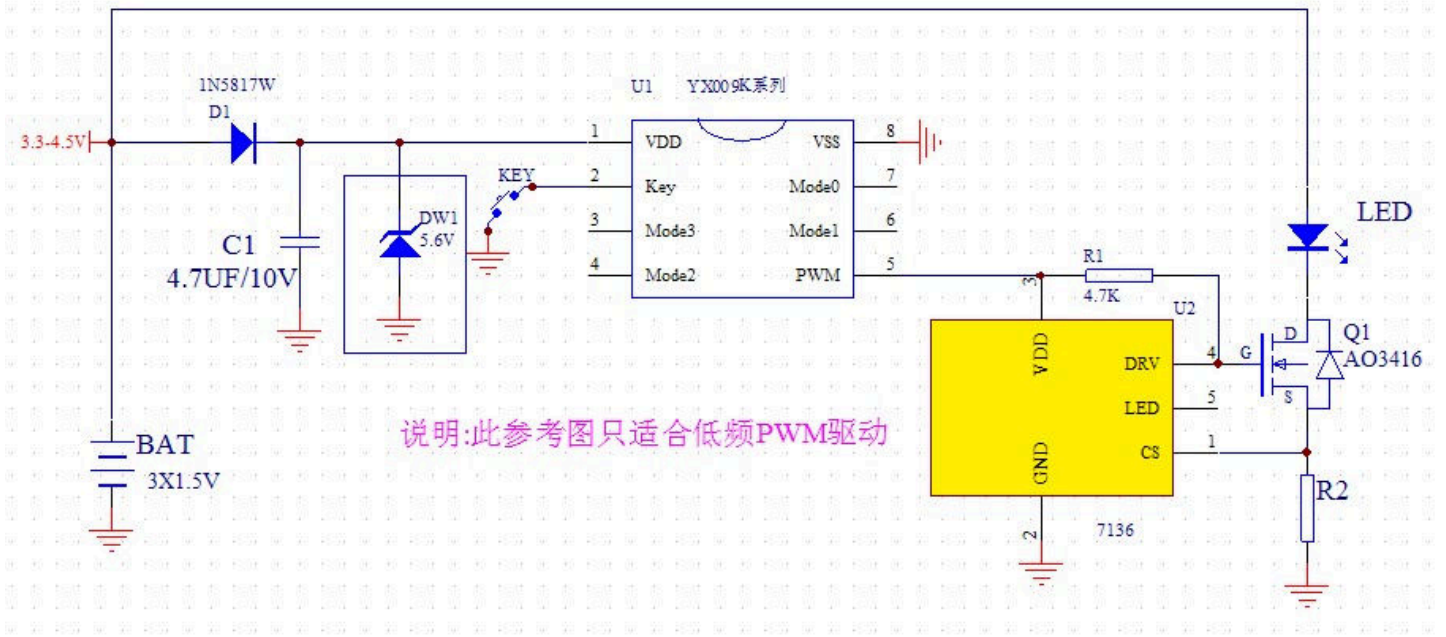 1N5817W
D1
3.3-4.5V
U1 YX009K系列
1 VDD
VSS 8
KEY
2 Key
Mode0 7
3 Mode3
Mode1 6
4 Mode2
PWM 5
DW1
5.6V
C1
4.7UF/10V
LED
R1
4.7K
U2
3
VDD
DRV 4
LED 5
CS 1
GND
2
7136
G
D
S
Q1
AO3416
R2
说明:此参考图只适合低频PWM驱动
BAT
3X1.5V